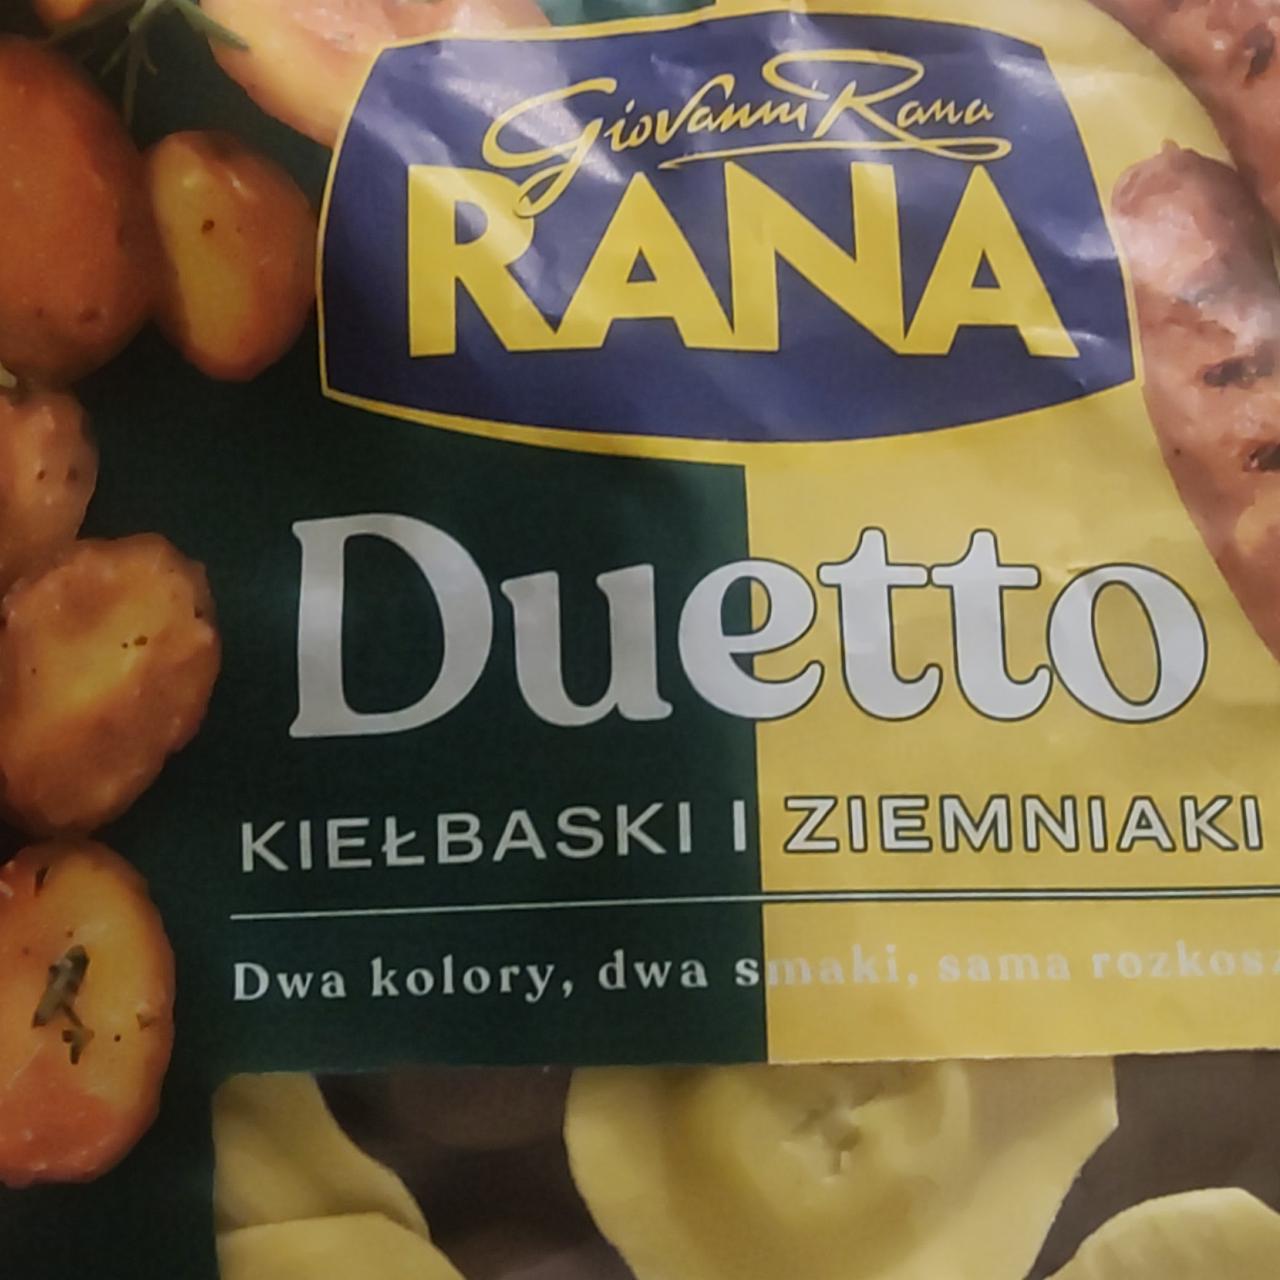 Giovanni Rana
RANA
Duetto
KIEŁBASKI I ZIEMNIAKI
Dwa kolory, dwa smaki, sama